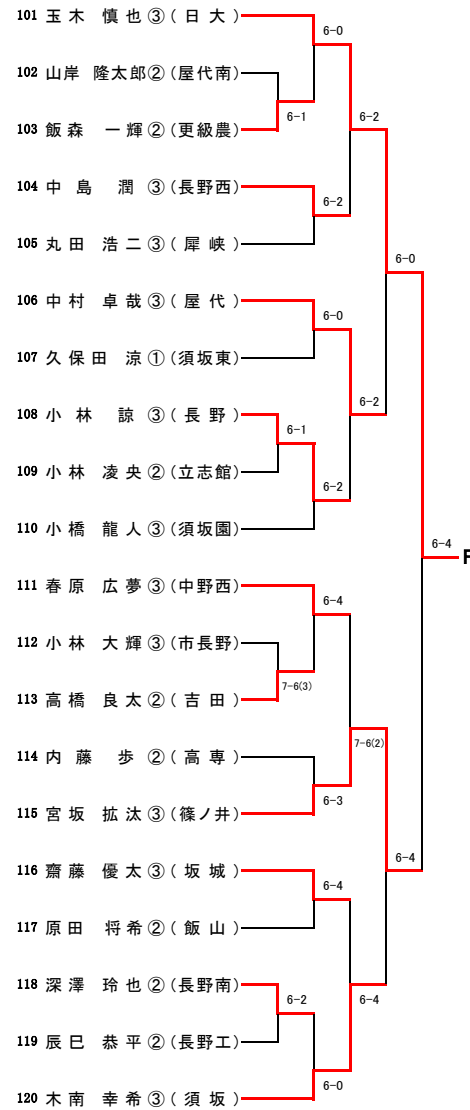 101 玉木 慎也③(日大)
6-0
102 山岸 隆太郎②(屋代南)
6-1
6-2
103 飯森 一輝②(更級農)
104 中島 潤③(長野西)
6-2
105 丸田 浩二③(犀峡)
6-0
106 中村 卓哉③(屋代)
6-0
107 久保田 涼①(須坂東)
6-2
108 小林 諒③(長野)
6-1
109 小林 凌央②(立志館)
6-2
110 小橋 龍人③(須坂園)
6-4
F
111 春原 広夢③(中野西)
6-4
112 小林 大輝③(市長野)
7-6(3)
113 高橋 良太②(吉田)
7-6(2)
114 内藤 歩②(高専)
6-3
115 宮坂 拡汰③(篠ノ井)
6-4
116 齋藤 優太③(坂城)
6-4
117 原田 将希②(飯山)
118 深澤 玲也②(長野南)
6-2
6-4
119 辰巳 恭平②(長野工)
6-0
120 木南 幸希③(須坂)